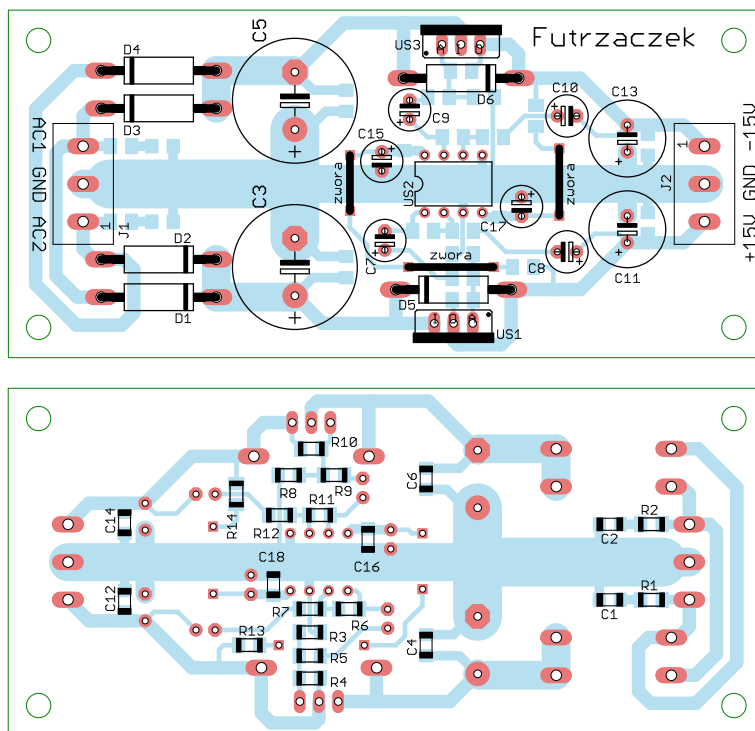 Futrzaczek
US3
A I O
D4
C5
D6
C10
C13
D3
C9
AC1 GND AC2
C15
US2
1
J2
+15V GND -15V
zwora
zwora
1
J1
C3
C17
D2
C7
zwora
C8
C11
D1
D5
US1
R10
R8
R9
C6
R14
R12
R11
C14
C16
C2
R2
C18
C12
R7
R6
C1
R1
R13
R3
R5
C4
R4